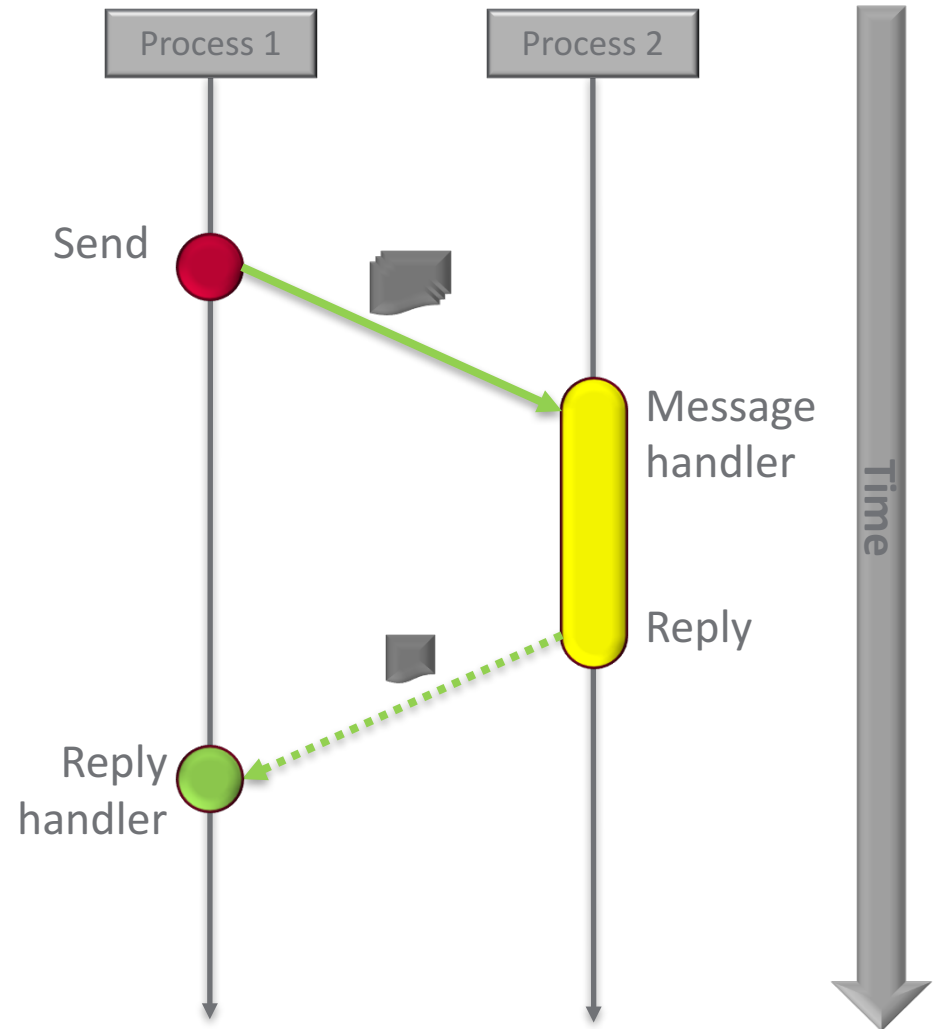 Process 1
Process 2
Send
Message
handler
Time
Reply
Reply
handler